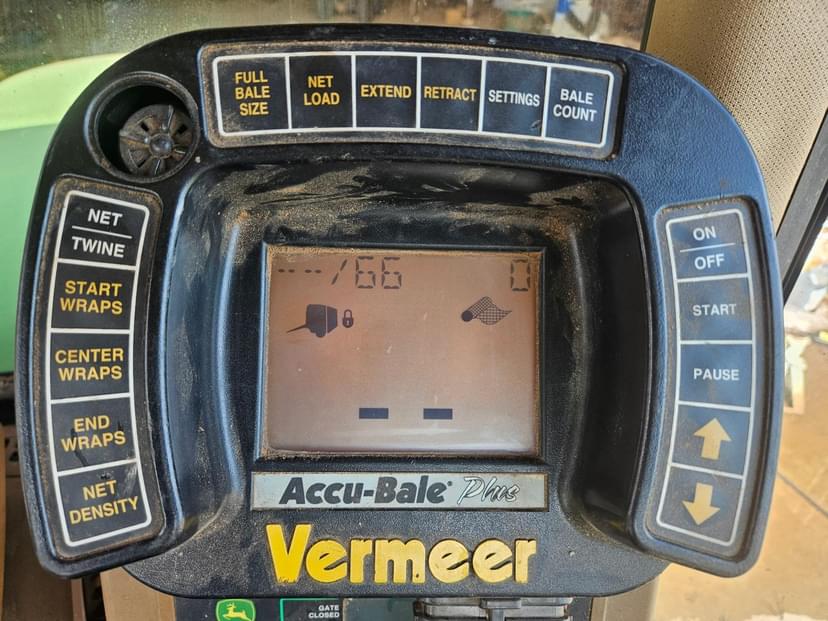 FULL
BALE
SIZE
NET
LOAD
EXTEND
RETRACT
SETTINGS
BALE
COUNT
NET
TWINE
START
WRAPS
CENTER
WRAPS
END
WRAPS
NET
DENSITY
---/66 0
ON
OFF
START
PAUSE
Accu-Bale® Plus
Vermeer
GATE
CLOSED